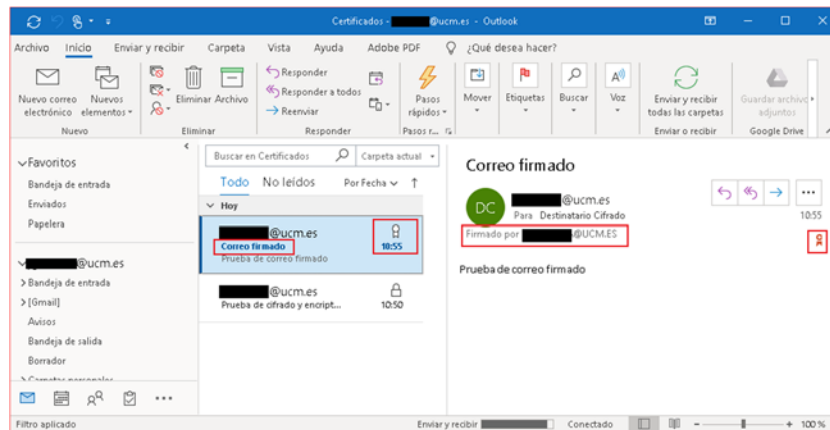 Certificados - @ucm.es - Outlook
Archivo Inicio Enviar y recibir Carpeta Vista Ayuda Adobe PDF ¿Qué desea hacer?
Nuevo correo electrónico
Nuevos elementos
Eliminar Archivo
Responder
Responder a todos
Reenviar
Pasos rápidos
Mover
Etiquetas
Buscar
Voz
Enviar y recibir todas las carpetas
Guardar archivos adjuntos
Nuevo Eliminar Responder Pasos r... Enviar o recibir Google Drive
Favoritos
Bandeja de entrada
Enviados
Papelera
@ucm.es
Bandeja de entrada
[Gmail]
Avisos
Bandeja de salida
Borrador
Carpetas personales
Buscar en Certificados Carpeta actual
Todo No leídos Por Fecha
Hoy
@ucm.es
Correo firmado 10:55
Prueba de correo firmado
@ucm.es
Prueba de cifrado y encript... 10:50
Correo firmado
DC
@ucm.es
Para Destinatario Cifrado
10:55
Firmado por @UCM.ES
Prueba de correo firmado
Filtro aplicado Enviar y recibir Conectado 100 %